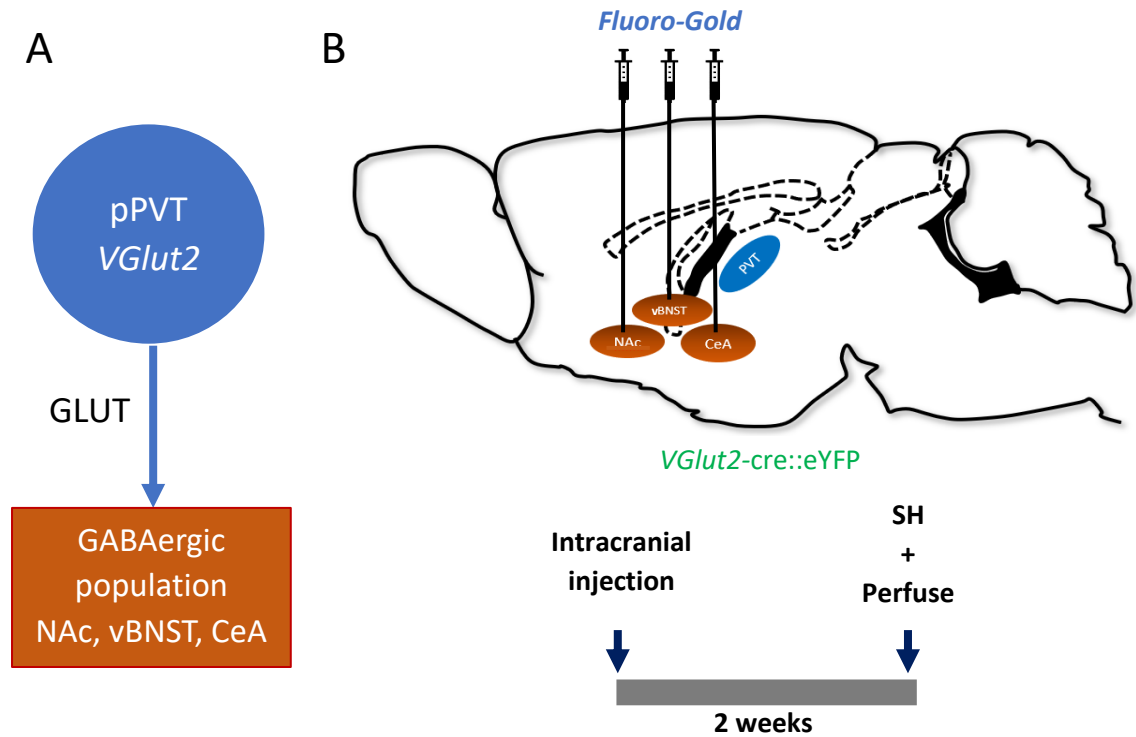 A
pPVT
VGlut2
GLUT
GABAergic
population
NAc, vBNST, CeA
B
Fluoro-Gold
PVT
vBNST
NAc
CeA
VGlut2-cre::eYFP
Intracranial
injection
SH
+
Perfuse
2 weeks